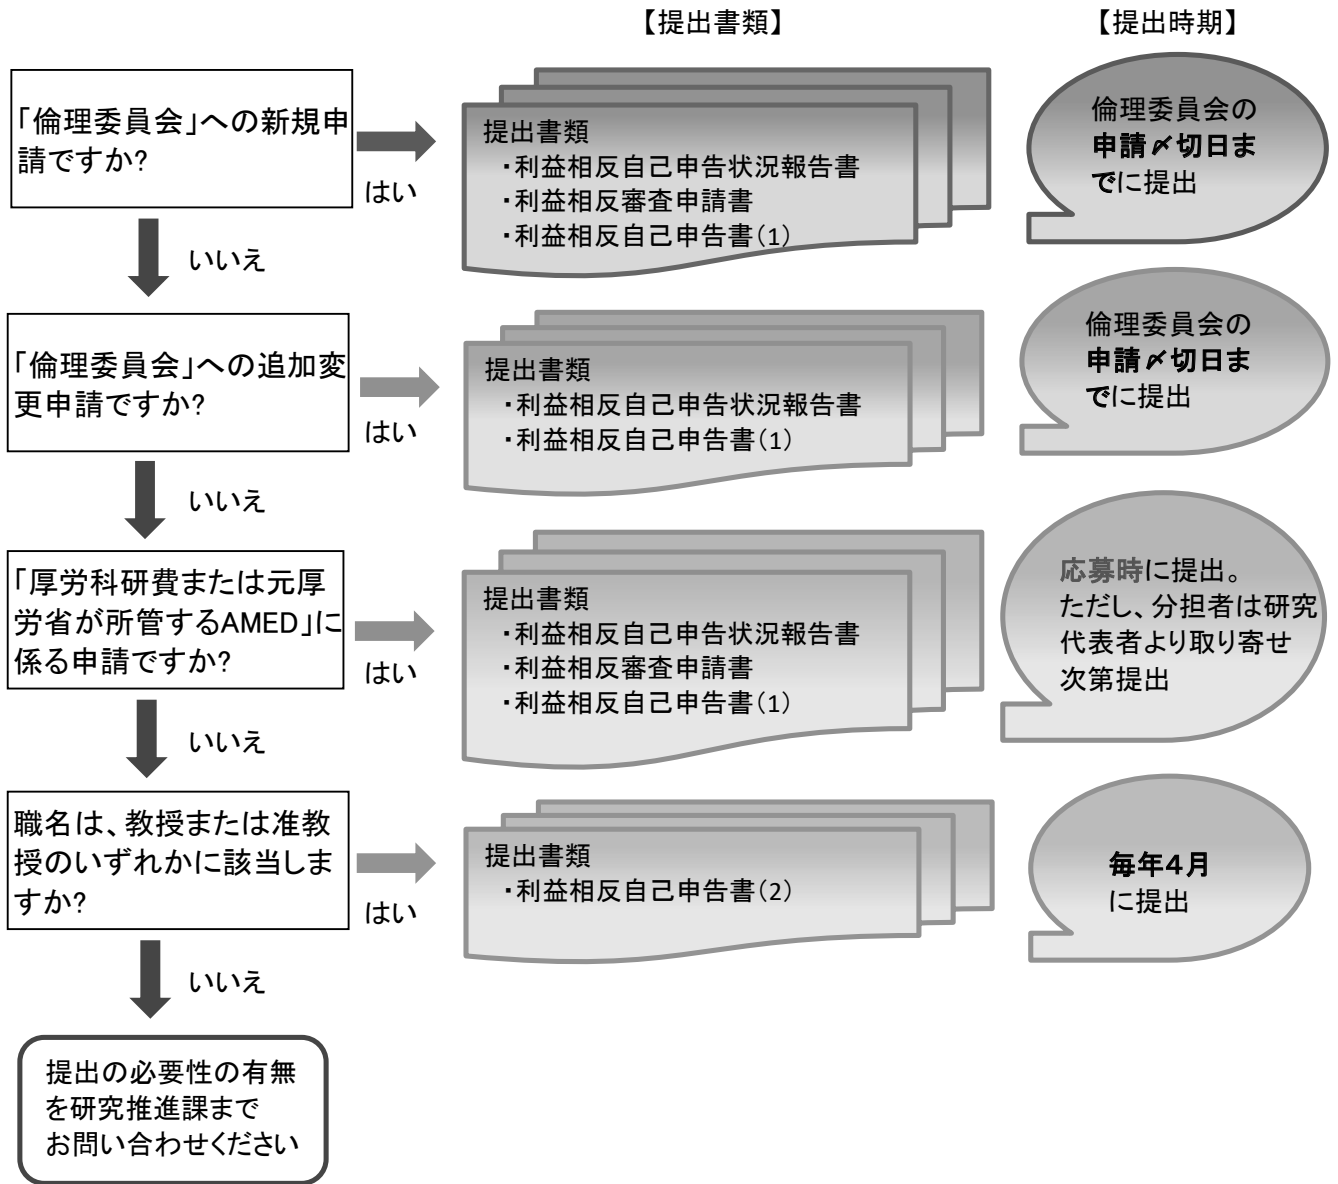 【提出書類】
【提出時期】
「倫理委員会」への新規申
請ですか?
はい
いいえ
提出書類
・利益相反自己申告状況報告書
・利益相反審査申請書
・利益相反自己申告書(1)
倫理委員会の
申請〆切日ま
でに提出
「倫理委員会」への追加変
更申請ですか?
はい
いいえ
提出書類
・利益相反自己申告状況報告書
・利益相反自己申告書(1)
倫理委員会の
申請〆切日ま
でに提出
「厚労科研費または元厚
労省が所管するAMED」に
係る申請ですか?
はい
いいえ
提出書類
・利益相反自己申告状況報告書
・利益相反審査申請書
・利益相反自己申告書(1)
応募時に提出。
ただし、分担者は研究
代表者より取り寄せ
次第提出
職名は、教授または准教
授のいずれかに該当しま
すか?
はい
いいえ
提出書類
・利益相反自己申告書(2)
毎年4月
に提出
提出の必要性の有無
を研究推進課まで
お問い合わせください